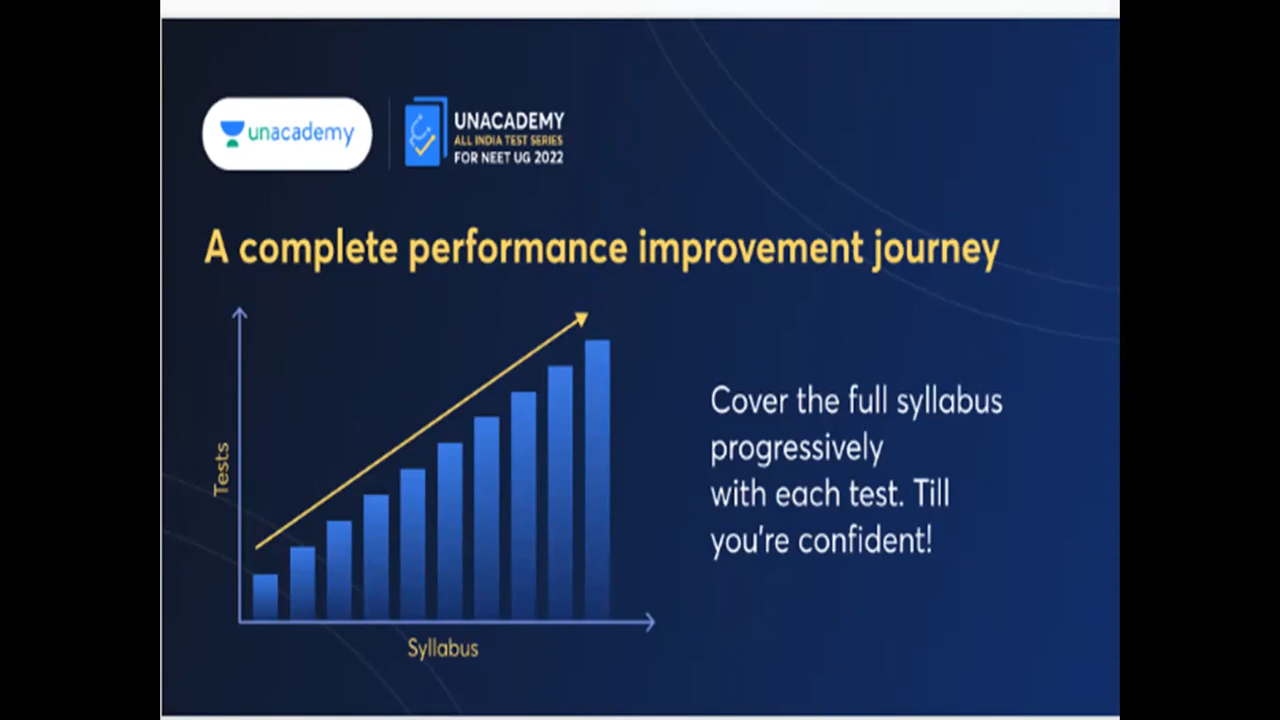 unacademy
UNACADEMY
ALL INDIA TEST SERIES
FOR NEET UG 2022
A complete performance improvement journey
Tests
Syllabus
Cover the full syllabus
progressively
with each test. Till
you're confident!